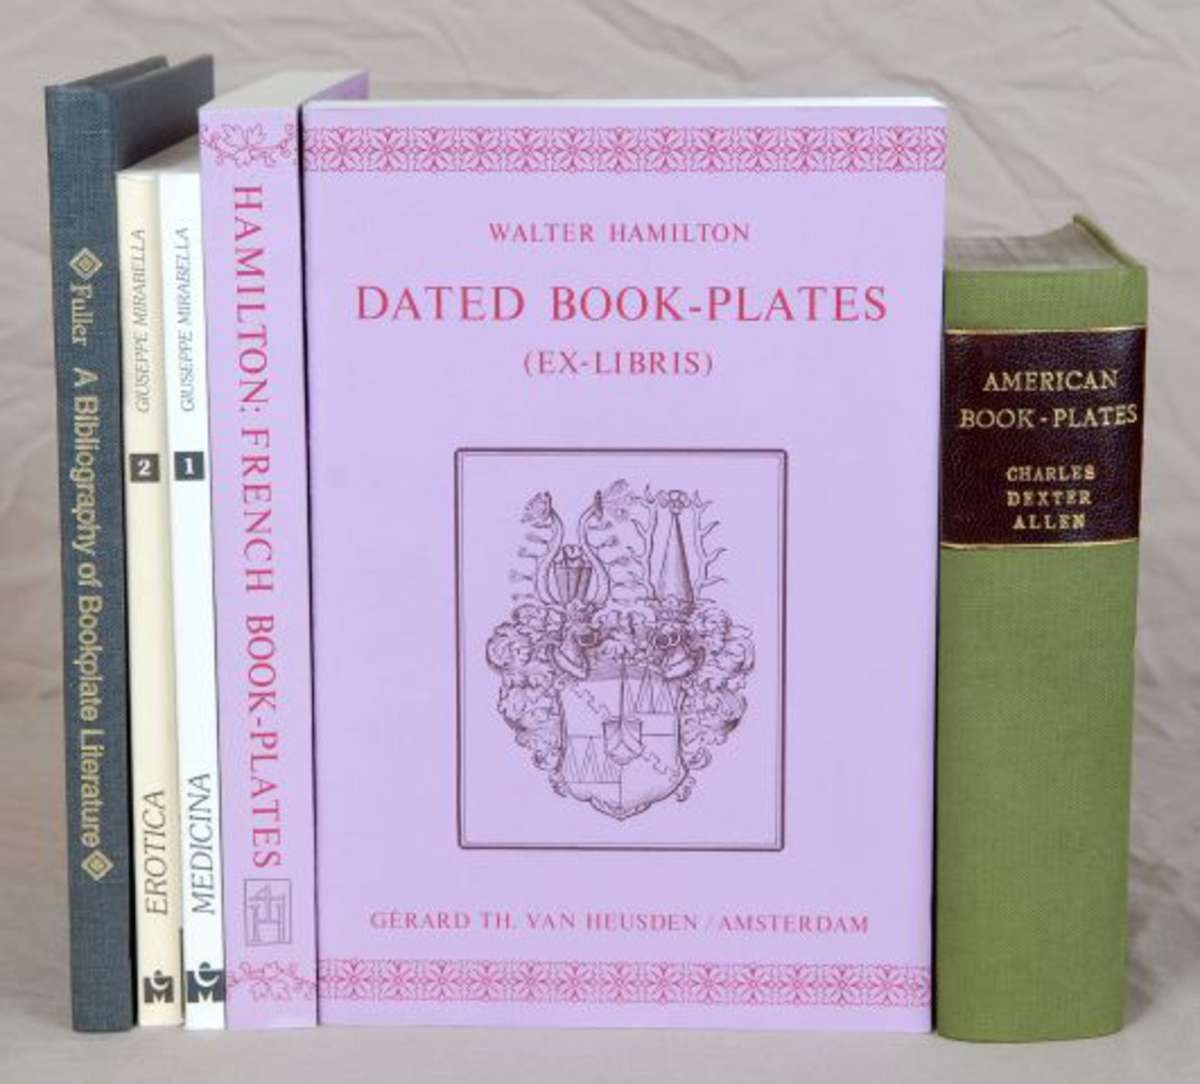 Fuller A Bibliography of Bookplate Literature
GIUSEPPE MIRABELLA
2
EROTICA
GIUSEPPE MIRABELLA
1
MEDICINA
HAMILTON: FRENCH BOOK-PLATES
WALTER HAMILTON
DATED BOOK-PLATES
(EX-LIBRIS)
GÉRARD TH. VAN HEUSDEN/AMSTERDAM
AMERICAN
BOOK-PLATES
CHARLES
DEXTER
ALLEN